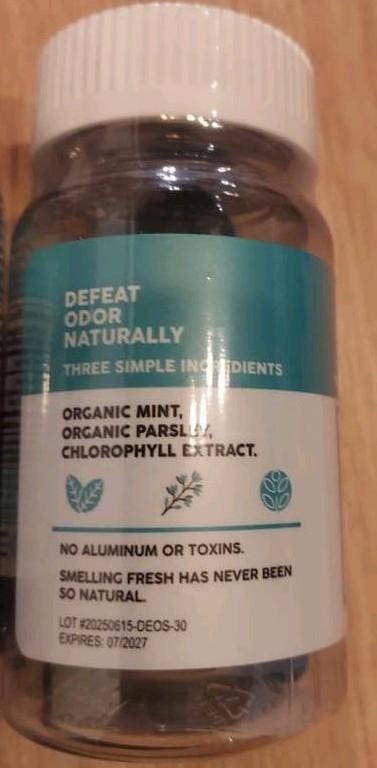 DEFEAT
ODOR
NATURALLY
THREE SIMPLE INGREDIENTS
ORGANIC MINT,
ORGANIC PARSLEY,
CHLOROPHYLL EXTRACT.
NO ALUMINUM OR TOXINS.
SMELLING FRESH HAS NEVER BEEN
SO NATURAL.
LOT #20250615-DEOS-30
EXPIRES: 07/2027